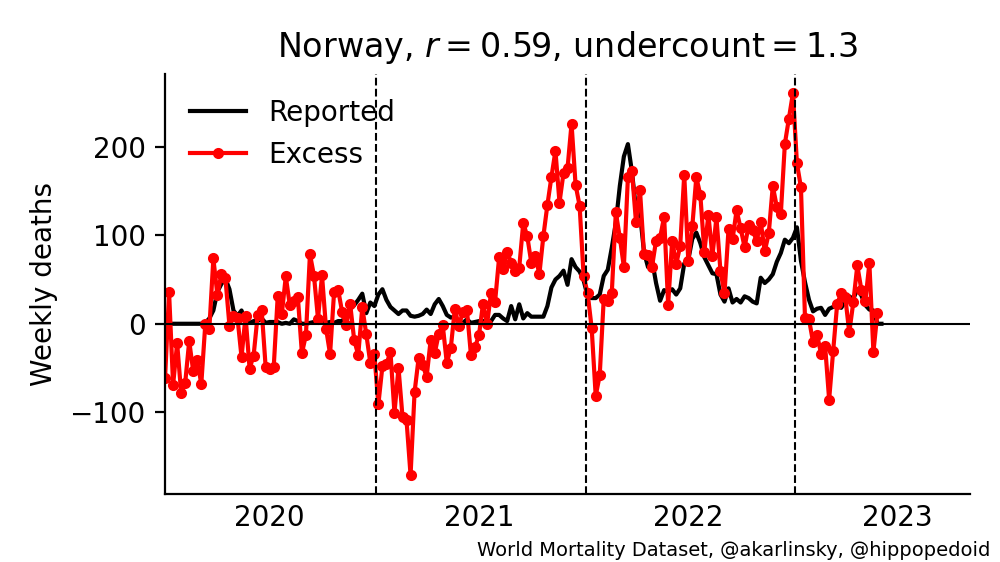 Norway, r = 0.59, undercount = 1.3
Reported
Excess
Weekly deaths
200
100
0
−100
2020 2021 2022 2023
World Mortality Dataset, @akarlinsky, @hippopedoid